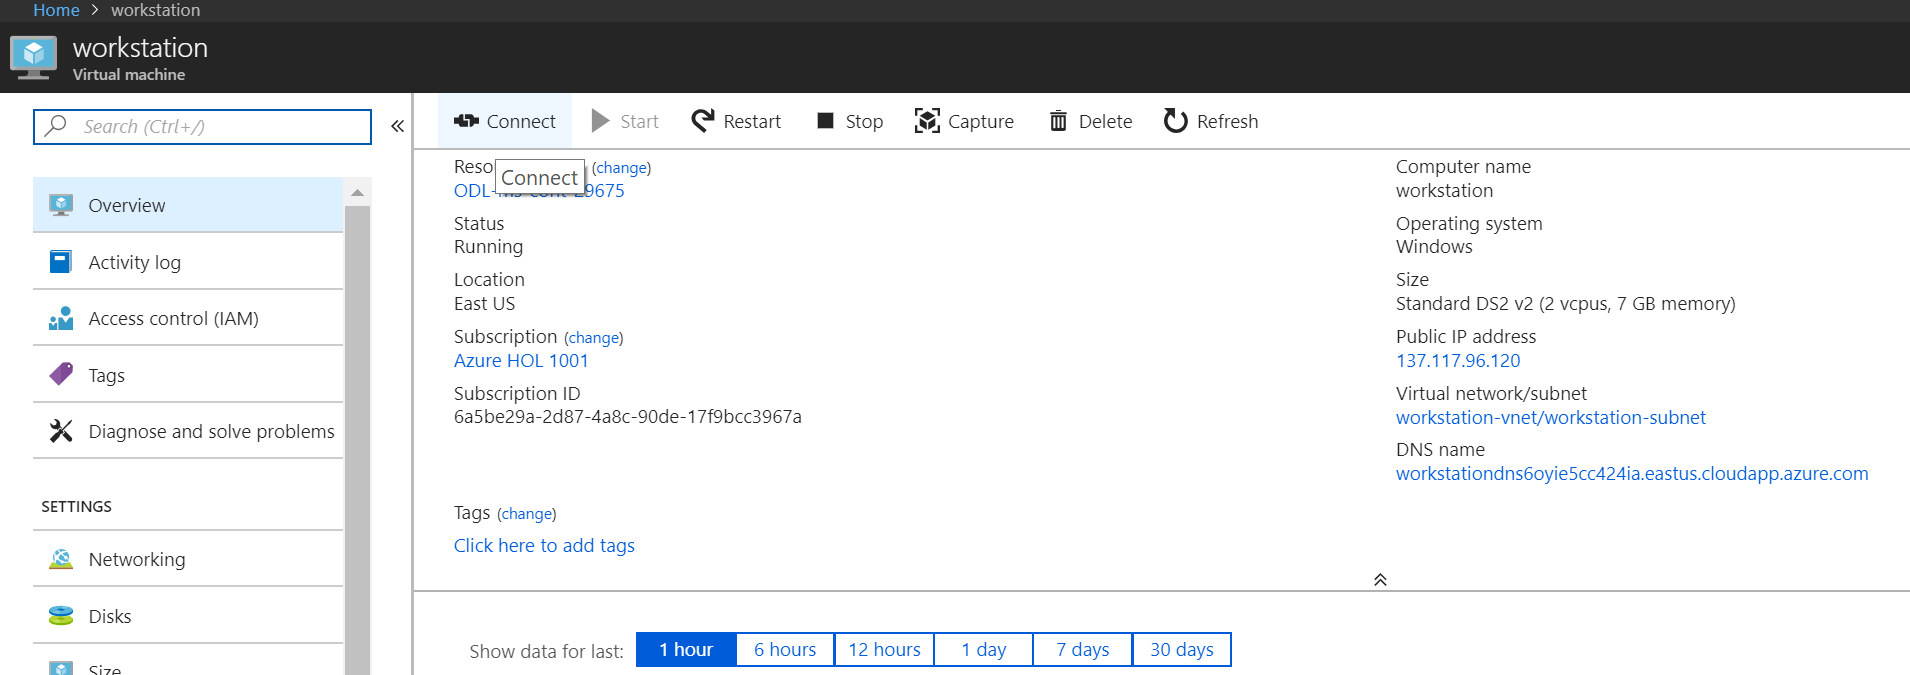 Home > workstation
workstation
Virtual machine
Search (Ctrl+/)
«
Overview
Activity log
Access control (IAM)
Tags
Diagnose and solve problems
SETTINGS
Networking
Disks
Size
Connect Start Restart Stop Capture Delete Refresh
Connect
(change)
Status
Running
Location
East US
Subscription (change)
Azure HOL 1001
Subscription ID
6a5be29a-2d87-4a8c-90de-17f9bcc3967a
Tags (change)
Click here to add tags
Computer name
workstation
Operating system
Windows
Size
Standard DS2 v2 (2 vcpus, 7 GB memory)
Public IP address
137.117.96.120
Virtual network/subnet
workstation-vnet/workstation-subnet
DNS name
workstationdns6oyie5cc424ia.eastus.cloudapp.azure.com
Show data for last: 1 hour 6 hours 12 hours 1 day 7 days 30 days